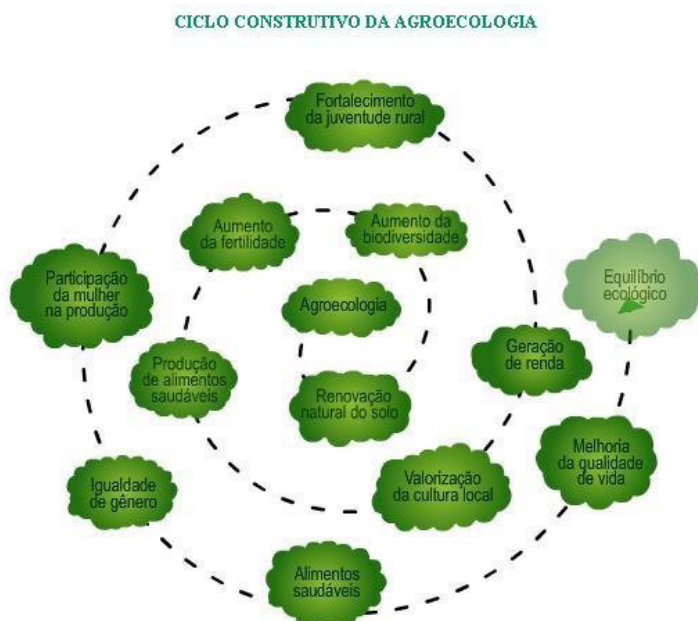 CICLO CONSTRUTIVO DA AGROECOLOGIA
Fortalecimento
da juventude rural
Aumento
da fertilidade
Aumento da
biodiversidade
Participação
da mulher
na produção
Agroecologia
Equilíbrio
ecológico
Produção
de alimentos
saudáveis
Geração
de renda
Renovação
natural do solo
Melhoria
da qualidade
de vida
Igualdade
de gênero
Valorização
da cultura local
Alimentos
saudáveis